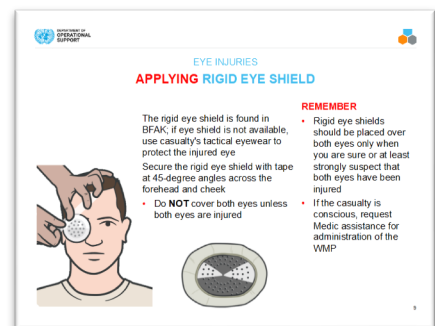 DEPARTMENT OF
OPERATIONAL
SUPPORT
EYE INJURIES
APPLYING RIGID EYE SHIELD
The rigid eye shield is found in
BFAK; if eye shield is not available,
use casualty's tactical eyewear to
protect the injured eye
Secure the rigid eye shield with tape
at 45-degree angles across the
forehead and cheek
• Do NOT cover both eyes unless
both eyes are injured
REMEMBER
• Rigid eye shields
should be placed over
both eyes only when
you are sure or at least
strongly suspect that
both eyes have been
injured
• If the casualty is
conscious, request
Medic assistance for
administration of the
WMP